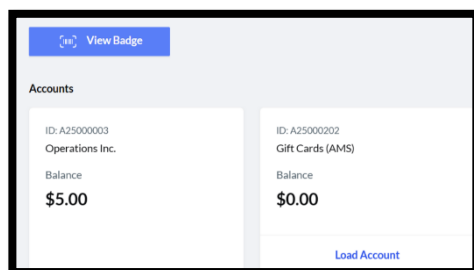 View Badge
Accounts
ID: A25000003
Operations Inc.
Balance
$5.00
ID: A25000202
Gift Cards (AMS)
Balance
$0.00
Load Account